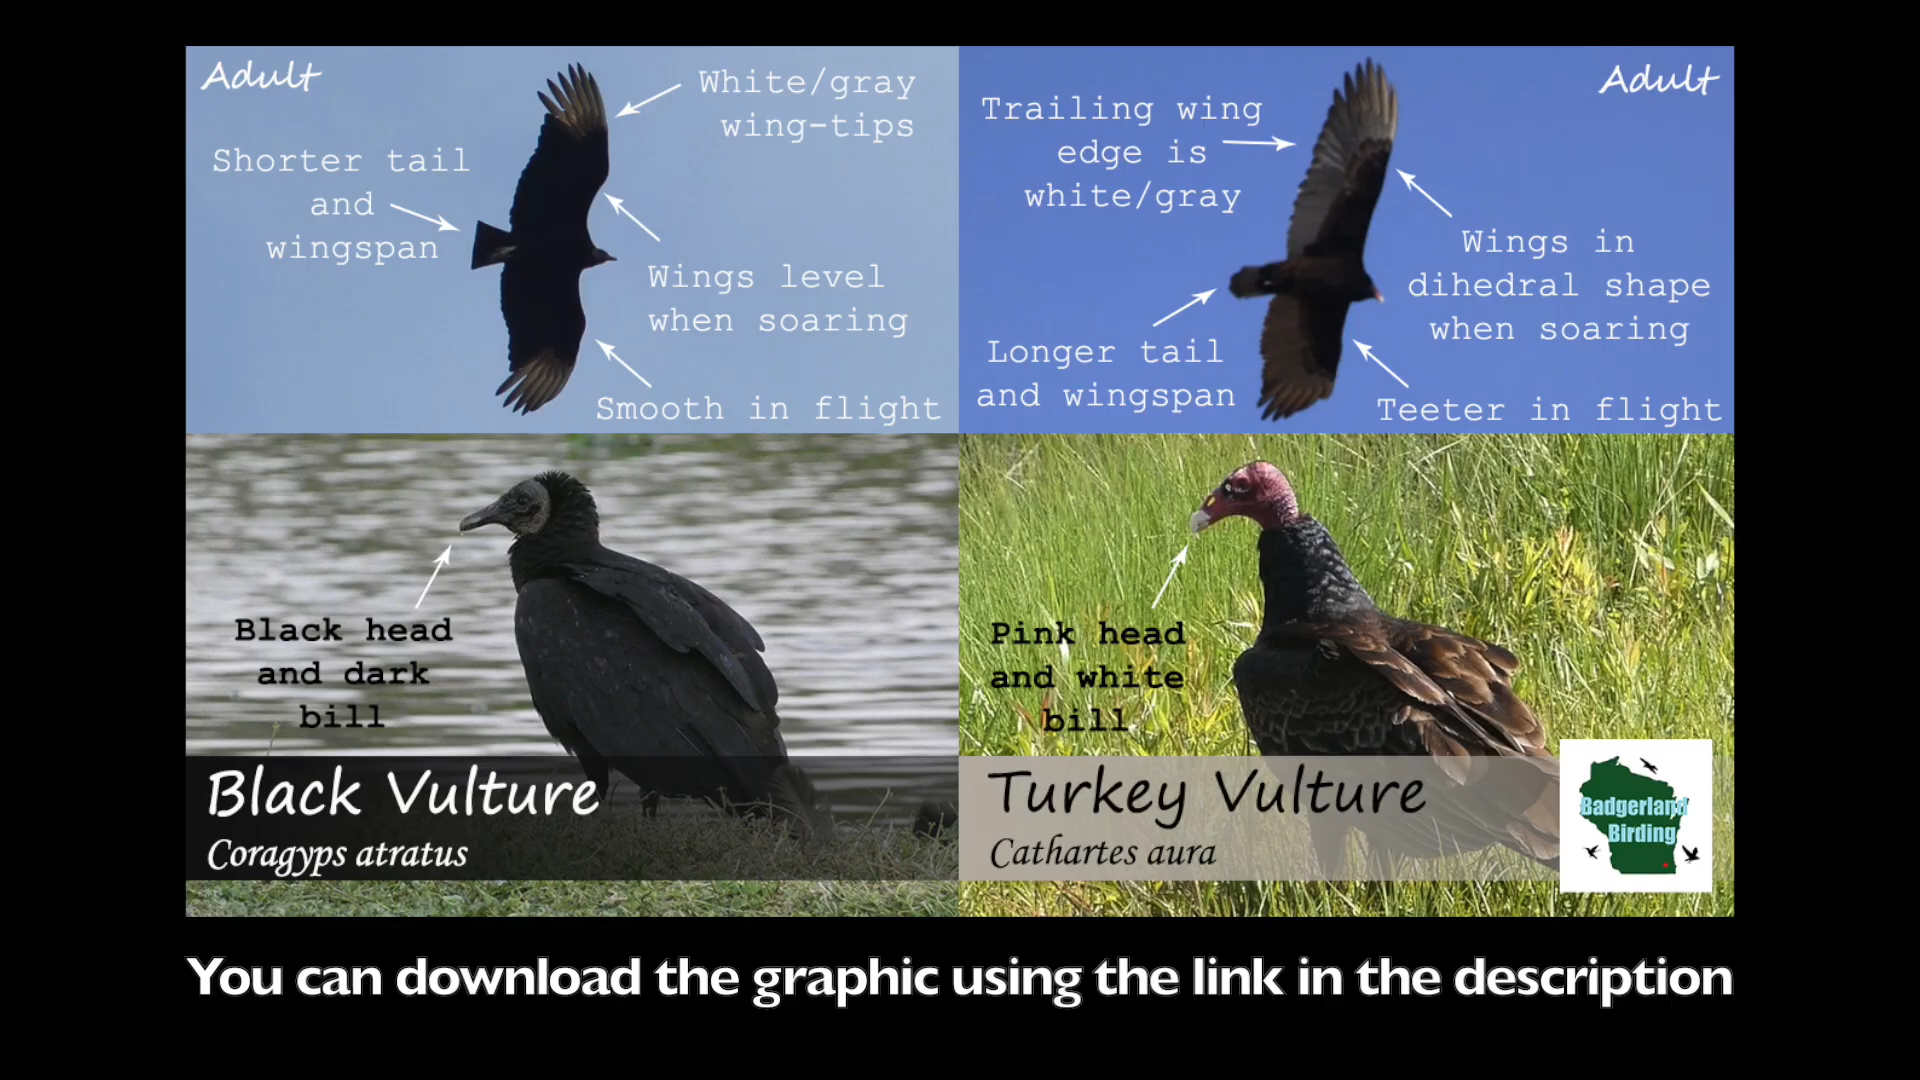 Adult
White/gray
wing-tips
Shorter tail
and
wingspan
Wings level
when soaring
Smooth in flight
Adult
Trailing wing
edge is
white/gray
Wings in
dihedral shape
when soaring
Longer tail
and wingspan
Teeter in flight
Black head
and dark
bill
Black Vulture
Coragyps atratus
Pink head
and white
bill
Turkey Vulture
Cathartes aura
Badgerland
Birding
You can download the graphic using the link in the description